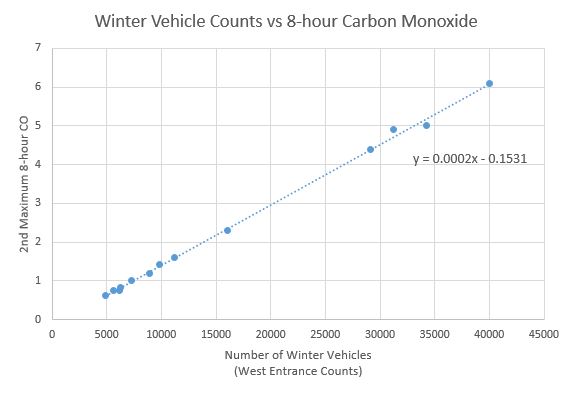 Winter Vehicle Counts vs 8-hour Carbon Monoxide
7
6
5
4
3
2
1
0
2nd Maximum 8-hour CO
y = 0.0002x - 0.1531
0 5000 10000 15000 20000 25000 30000 35000 40000 45000
Number of Winter Vehicles
(West Entrance Counts)